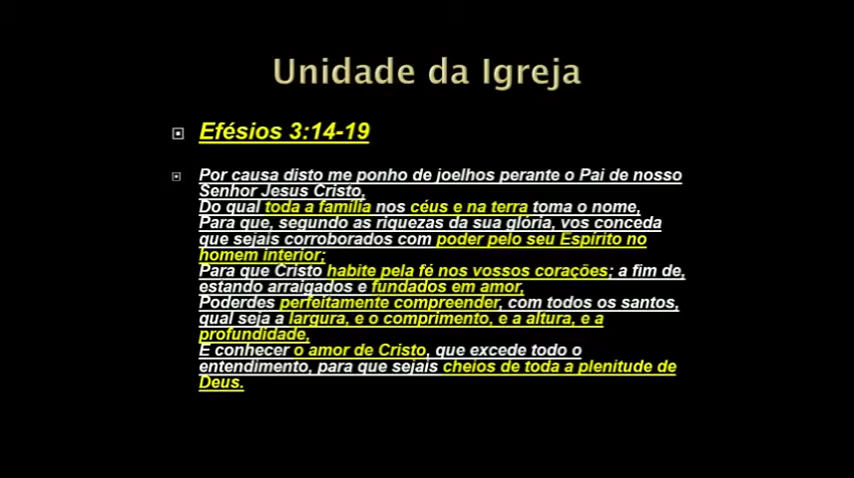 Unidade da Igreja
Efésios 3:14-19
Por causa disto me ponho de joelhos perante o Pai de nosso
Senhor Jesus Cristo,
Do qual toda a família nos céus e na terra toma o nome,
Para que, segundo as riquezas da sua glória, vos conceda
que sejais corroborados com poder pelo seu Espírito no
homem interior;
Para que Cristo habite pela fé nos vossos corações; a fim de,
estando arraigados e fundados em amor,
Poderdes perfeitamente compreender, com todos os santos,
qual seja a largura, e o comprimento, e a altura, e a
profundidade,
E conhecer o amor de Cristo, que excede todo o
entendimento, para que sejais cheios de toda a plenitude de
Deus.